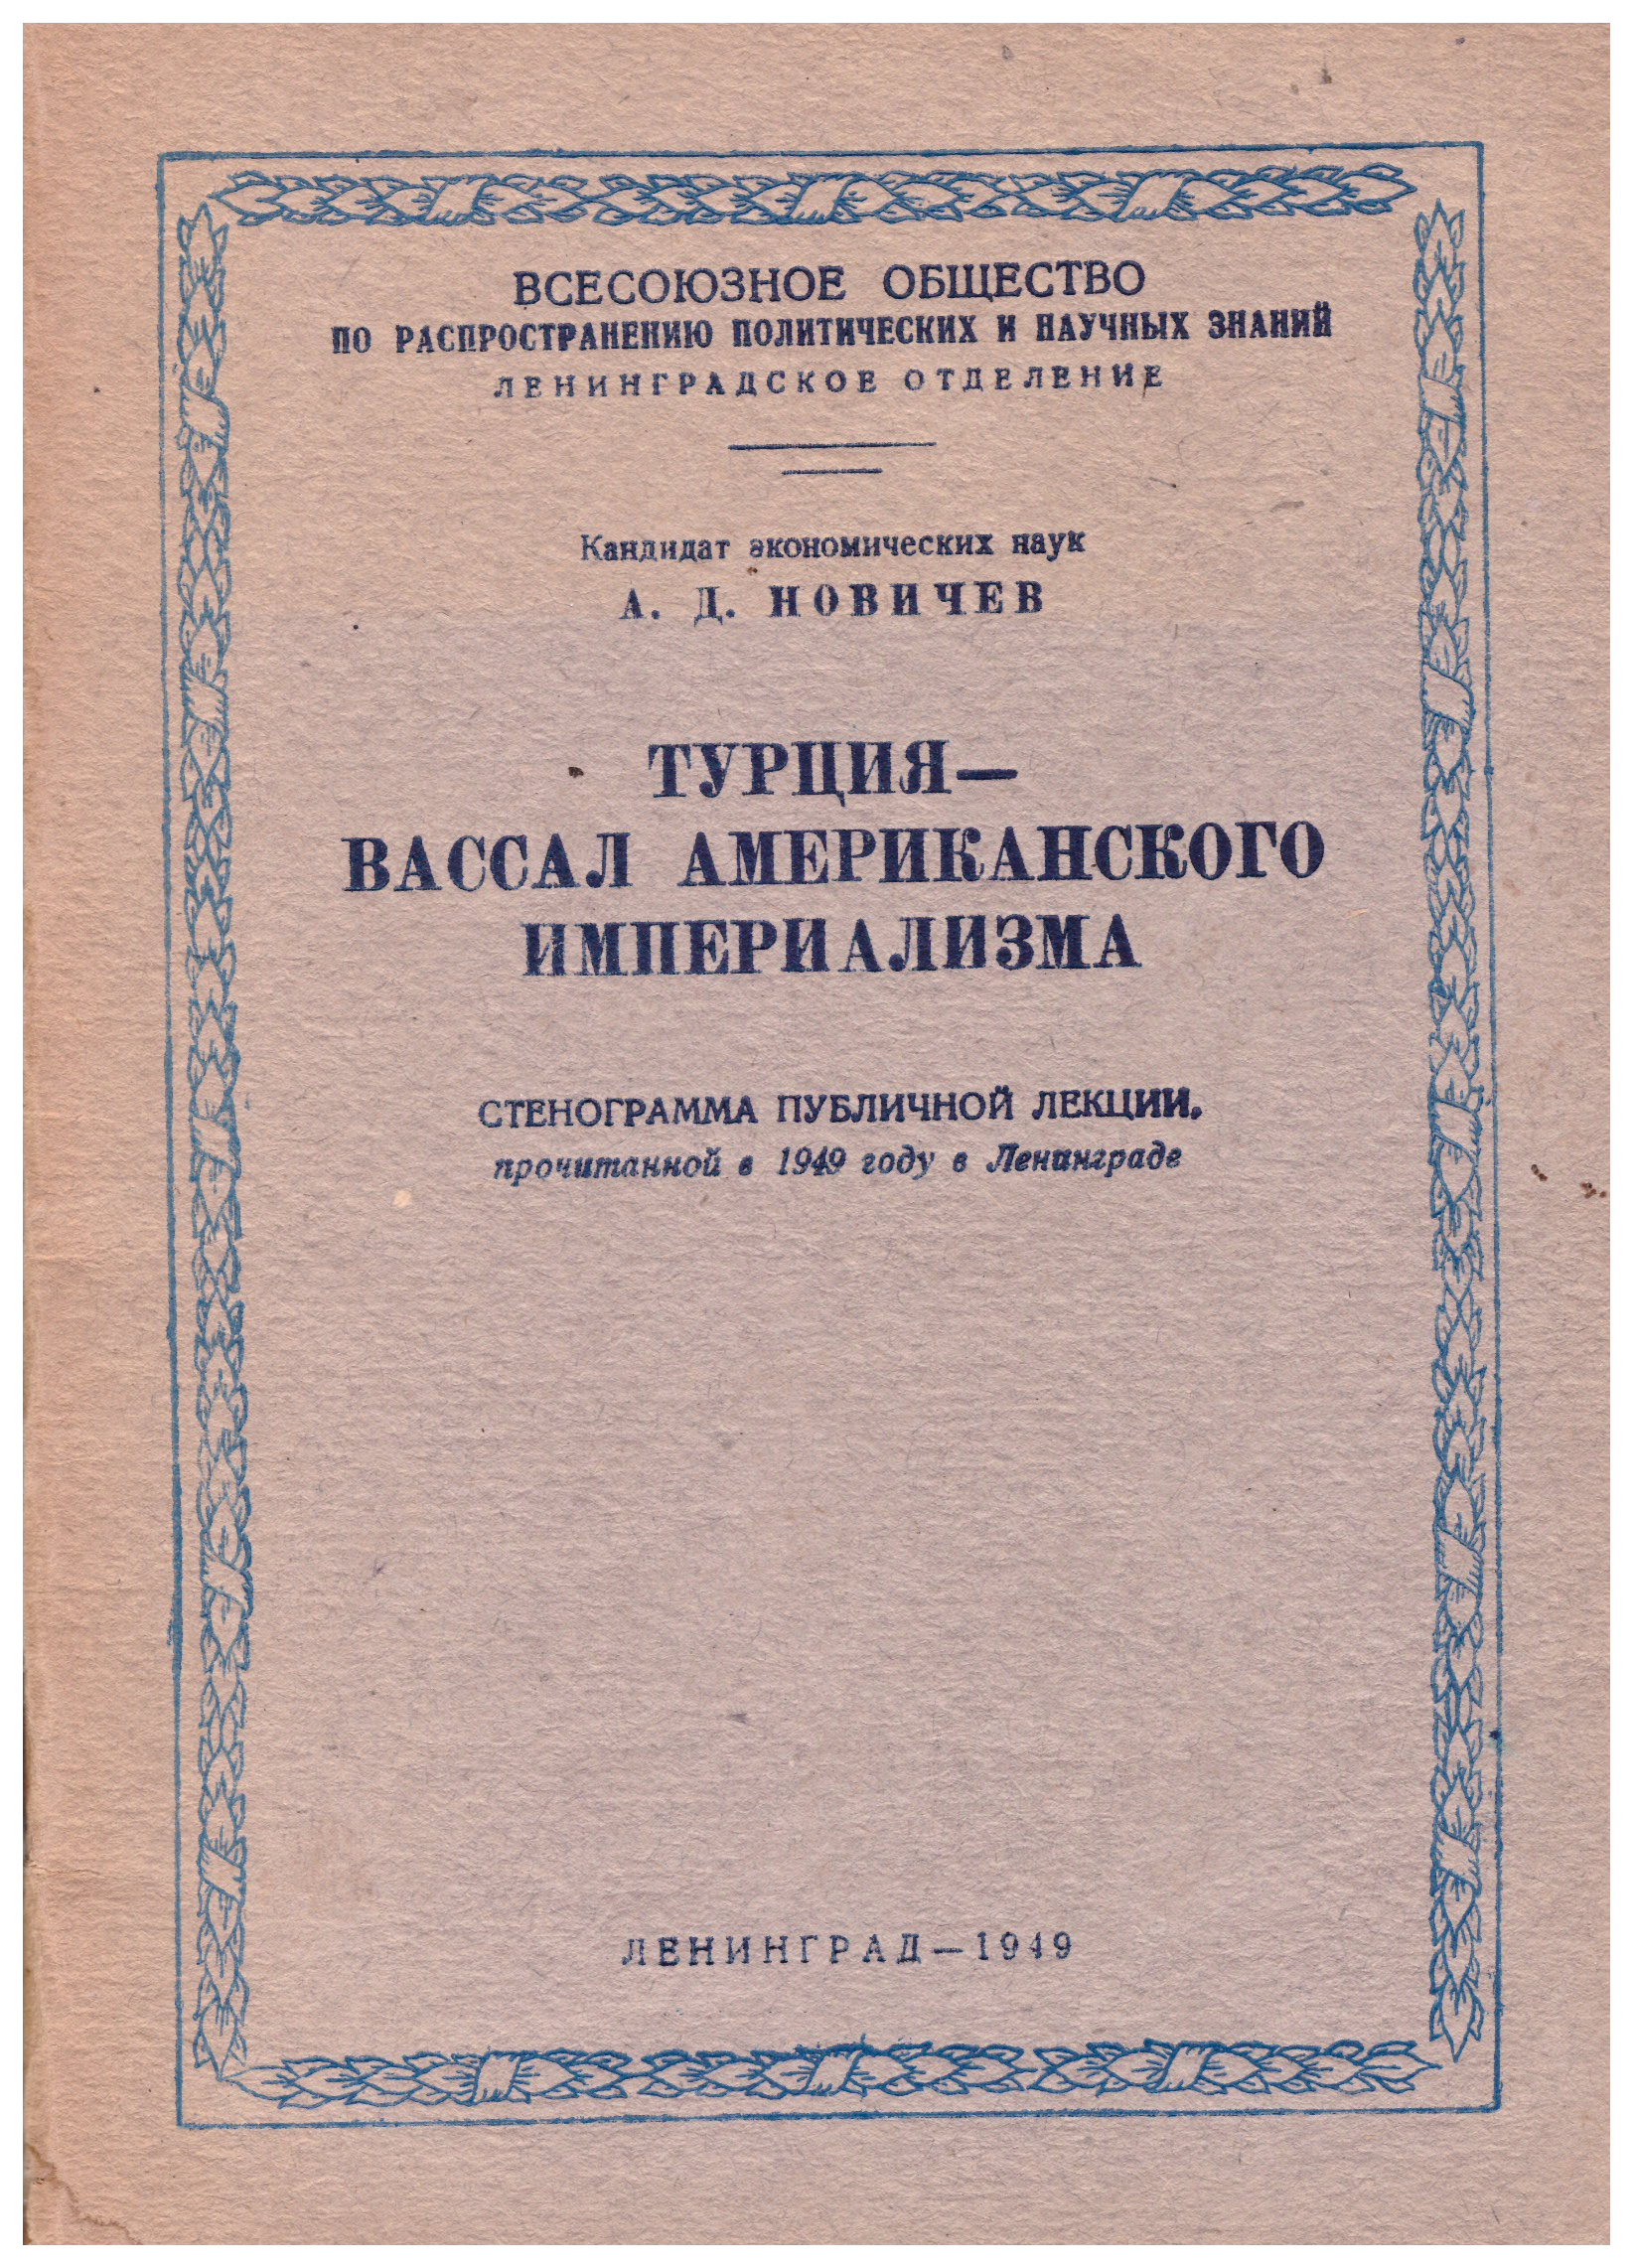 ВСЕСОЮЗНОЕ ОБЩЕСТВО
ПО РАСПРОСТРАНЕНИЮ ПОЛИТИЧЕСКИХ И НАУЧНЫХ ЗНАНИЙ
ЛЕНИНГРАДСКОЕ ОТДЕЛЕНИЕ
Кандидат экономических наук
А. Д. НОВИЧЕВ
ТУРЦИЯ—
ВАССАЛ АМЕРИКАНСКОГО
ИМПЕРИАЛИЗМА
СТЕНОГРАММА ПУБЛИЧНОЙ ЛЕКЦИИ,
прочитанной в 1949 году в Ленинграде
ЛЕНИНГРАД—1949